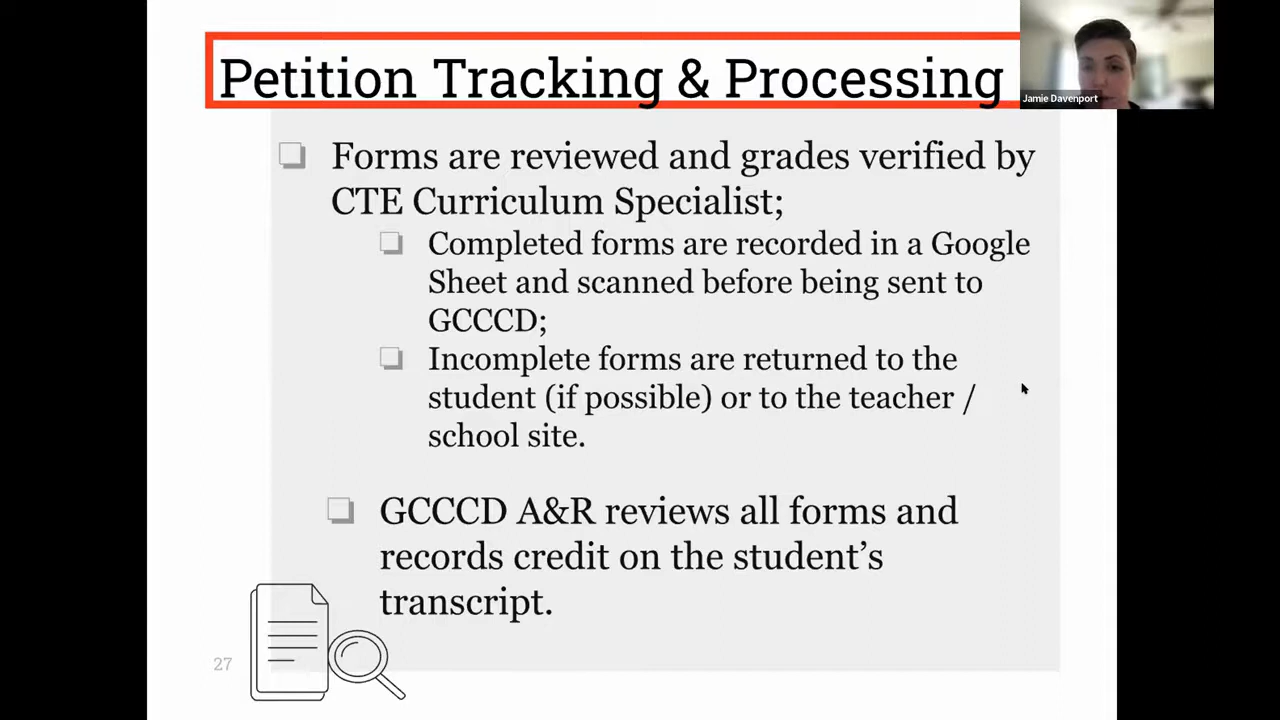 Petition Tracking & Processing
Jamie Davenport
Forms are reviewed and grades verified by
CTE Curriculum Specialist;
Completed forms are recorded in a Google
Sheet and scanned before being sent to
GCCCD;
Incomplete forms are returned to the
student (if possible) or to the teacher /
school site.
GCCCD A&R reviews all forms and
records credit on the student’s
transcript.
27